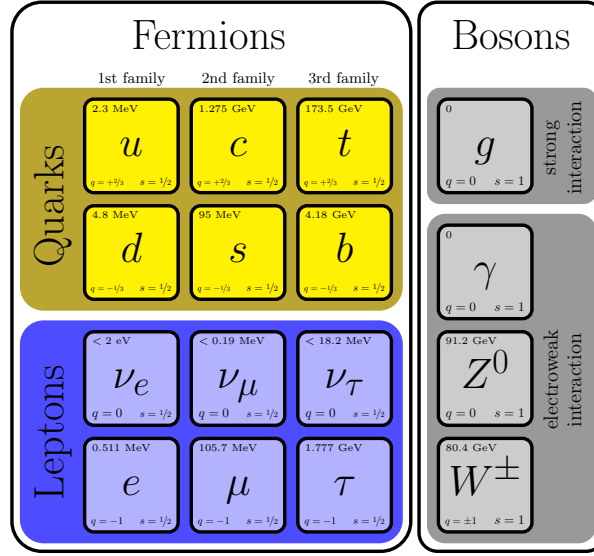 Fermions
1st family 2nd family 3rd family
Quarks
2.3 MeV
u
q = +2/3 s = 1/2
1.275 GeV
c
q = +2/3 s = 1/2
173.5 GeV
t
q = +2/3 s = 1/2
4.8 MeV
d
q = −1/3 s = 1/2
95 MeV
s
q = −1/3 s = 1/2
4.18 GeV
b
q = −1/3 s = 1/2
Leptons
< 2 eV
νe
q = 0 s = 1/2
< 0.19 MeV
νμ
q = 0 s = 1/2
< 18.2 MeV
ντ
q = 0 s = 1/2
0.511 MeV
e
q = −1 s = 1/2
105.7 MeV
μ
q = −1 s = 1/2
1.777 GeV
τ
q = −1 s = 1/2
Bosons
0
g
q = 0 s = 1
strong
interaction
0
γ
q = 0 s = 1
91.2 GeV
Z⁰
q = 0 s = 1
80.4 GeV
W±
q = ±1 s = 1
electroweak
interaction